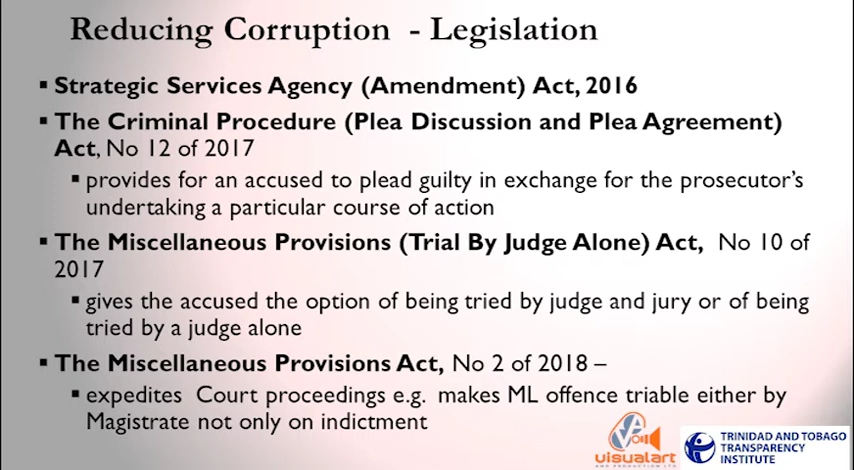 Reducing Corruption - Legislation
▪ Strategic Services Agency (Amendment) Act, 2016
▪ The Criminal Procedure (Plea Discussion and Plea Agreement)
Act, No 12 of 2017
▪ provides for an accused to plead guilty in exchange for the prosecutor's
undertaking a particular course of action
▪ The Miscellaneous Provisions (Trial By Judge Alone) Act, No 10 of
2017
▪ gives the accused the option of being tried by judge and jury or of being
tried by a judge alone
▪ The Miscellaneous Provisions Act, No 2 of 2018 –
▪ expedites Court proceedings e.g. makes ML offence triable either by
Magistrate not only on indictment
visualart
AND PRODUCTION LTD
TRINIDAD AND TOBAGO
TRANSPARENCY
INSTITUTE